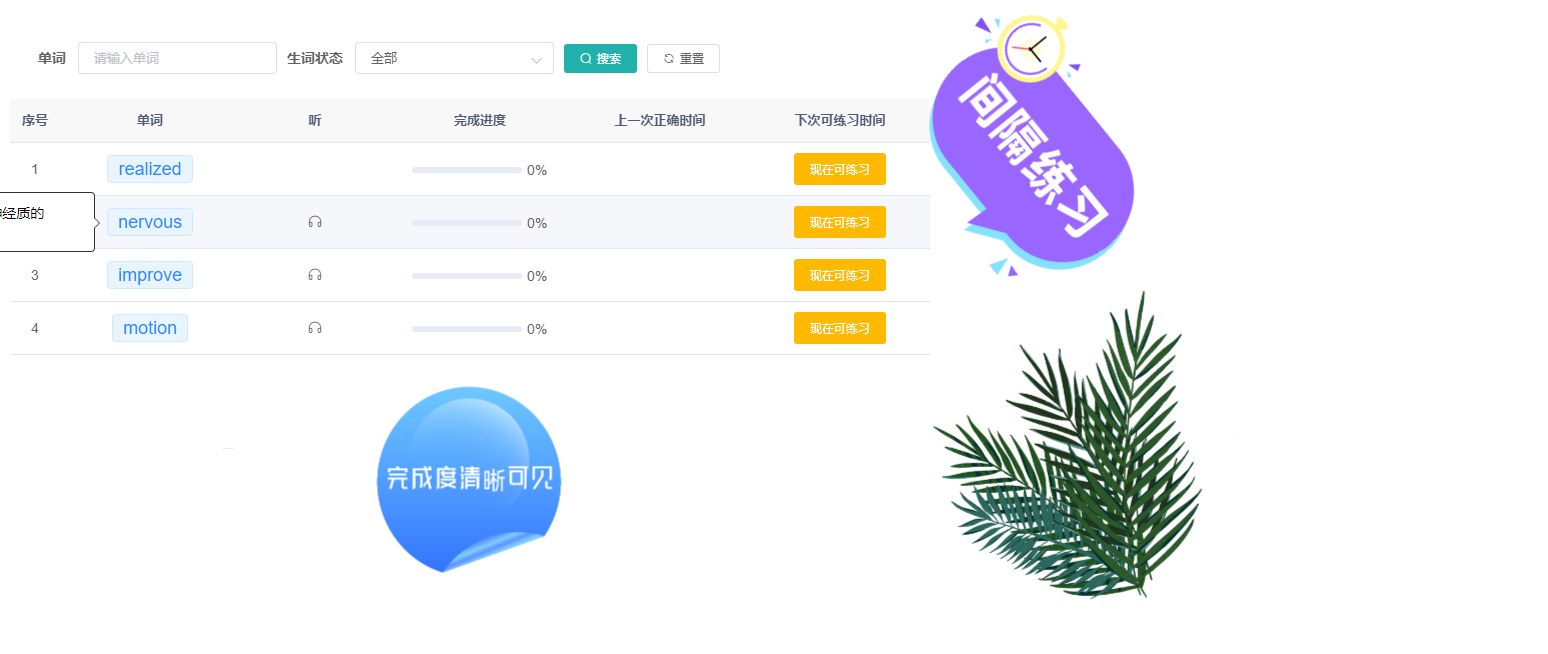 单词 请输入单词 生词状态 全部 搜索 重置
序号 单词 听 完成进度 上一次正确时间 下次可练习时间
1 realized 0% 现在可练习
经质的
nervous 0% 现在可练习
3 improve 0% 现在可练习
4 motion 0% 现在可练习
间隔练习
完成度清晰可见